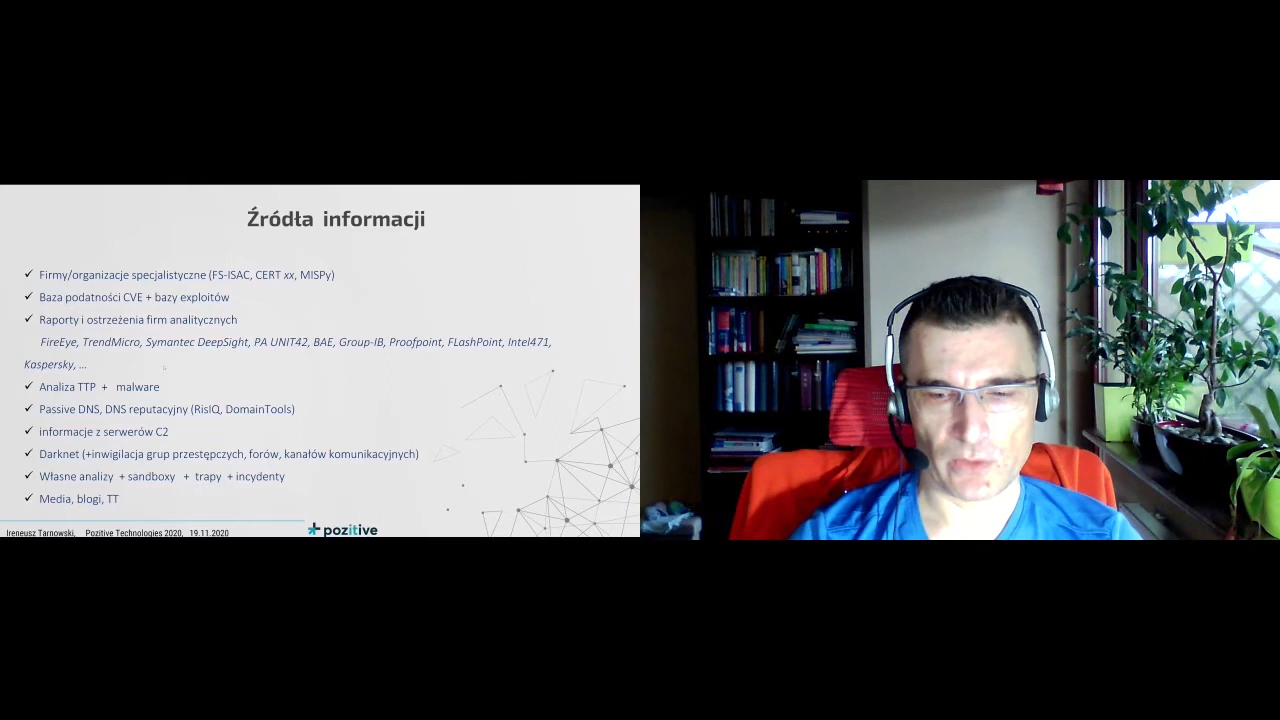 Źródła informacji
✓ Firmy/organizacje specjalistyczne (FS-ISAC, CERT xx, MISPy)
✓ Baza podatności CVE + bazy exploitów
✓ Raporty i ostrzeżenia firm analitycznych
FireEye, TrendMicro, Symantec DeepSight, PA UNIT42, BAE, Group-IB, Proofpoint, FLashPoint, Intel471,
Kaspersky, ...
✓ Analiza TTP + malware
✓ Passive DNS, DNS reputacyjny (RisIQ, DomainTools)
✓ informacje z serwerów C2
✓ Darknet (+inwigilacja grup przestępczych, forów, kanałów komunikacyjnych)
✓ Własne analizy + sandboxy + trapy + incydenty
✓ Media, blogi, TT
Ireneusz Tarnowski, Pozitive Technologies 2020, 19.11.2020
pozitive